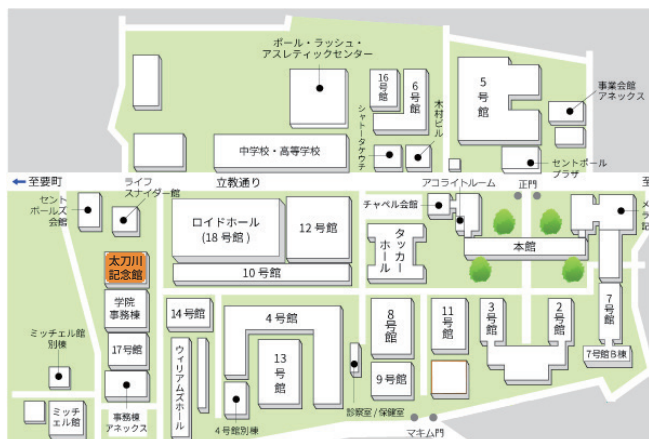 ポール・ラッシュ・
アスレティックセンター
16
号館
6
号
館
シャトータケウチ
木村ビル
5
号
館
事業会館
アネックス
中学校・高等学校
セントポール
プラザ
至要町
立教通り
セント
ポールズ
会館
ライフ
スナイダー館
ロイドホール
(18号館)
12号館
チャペル会館
アコライトルーム
正門
至
タッカー
ホール
本館
太刀川
記念館
10号館
学院
事務棟
14号館
4号館
8
号館
11
号館
3
号館
2
号館
7
号館
ミッチェル館
別棟
17号館
ウィリアムズホール
13
号
館
9号館
7号館B棟
ミッチ
ェル館
事務棟
アネックス
4号館別棟
診察室/保健室
マキム門